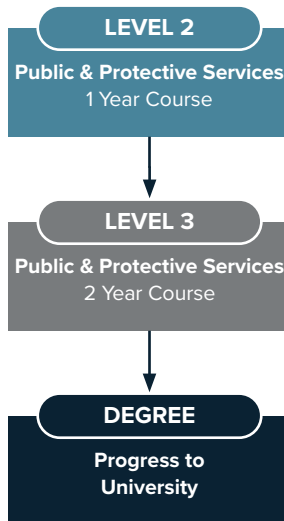 LEVEL 2
Public & Protective Services
1 Year Course
LEVEL 3
Public & Protective Services
2 Year Course
DEGREE
Progress to
University